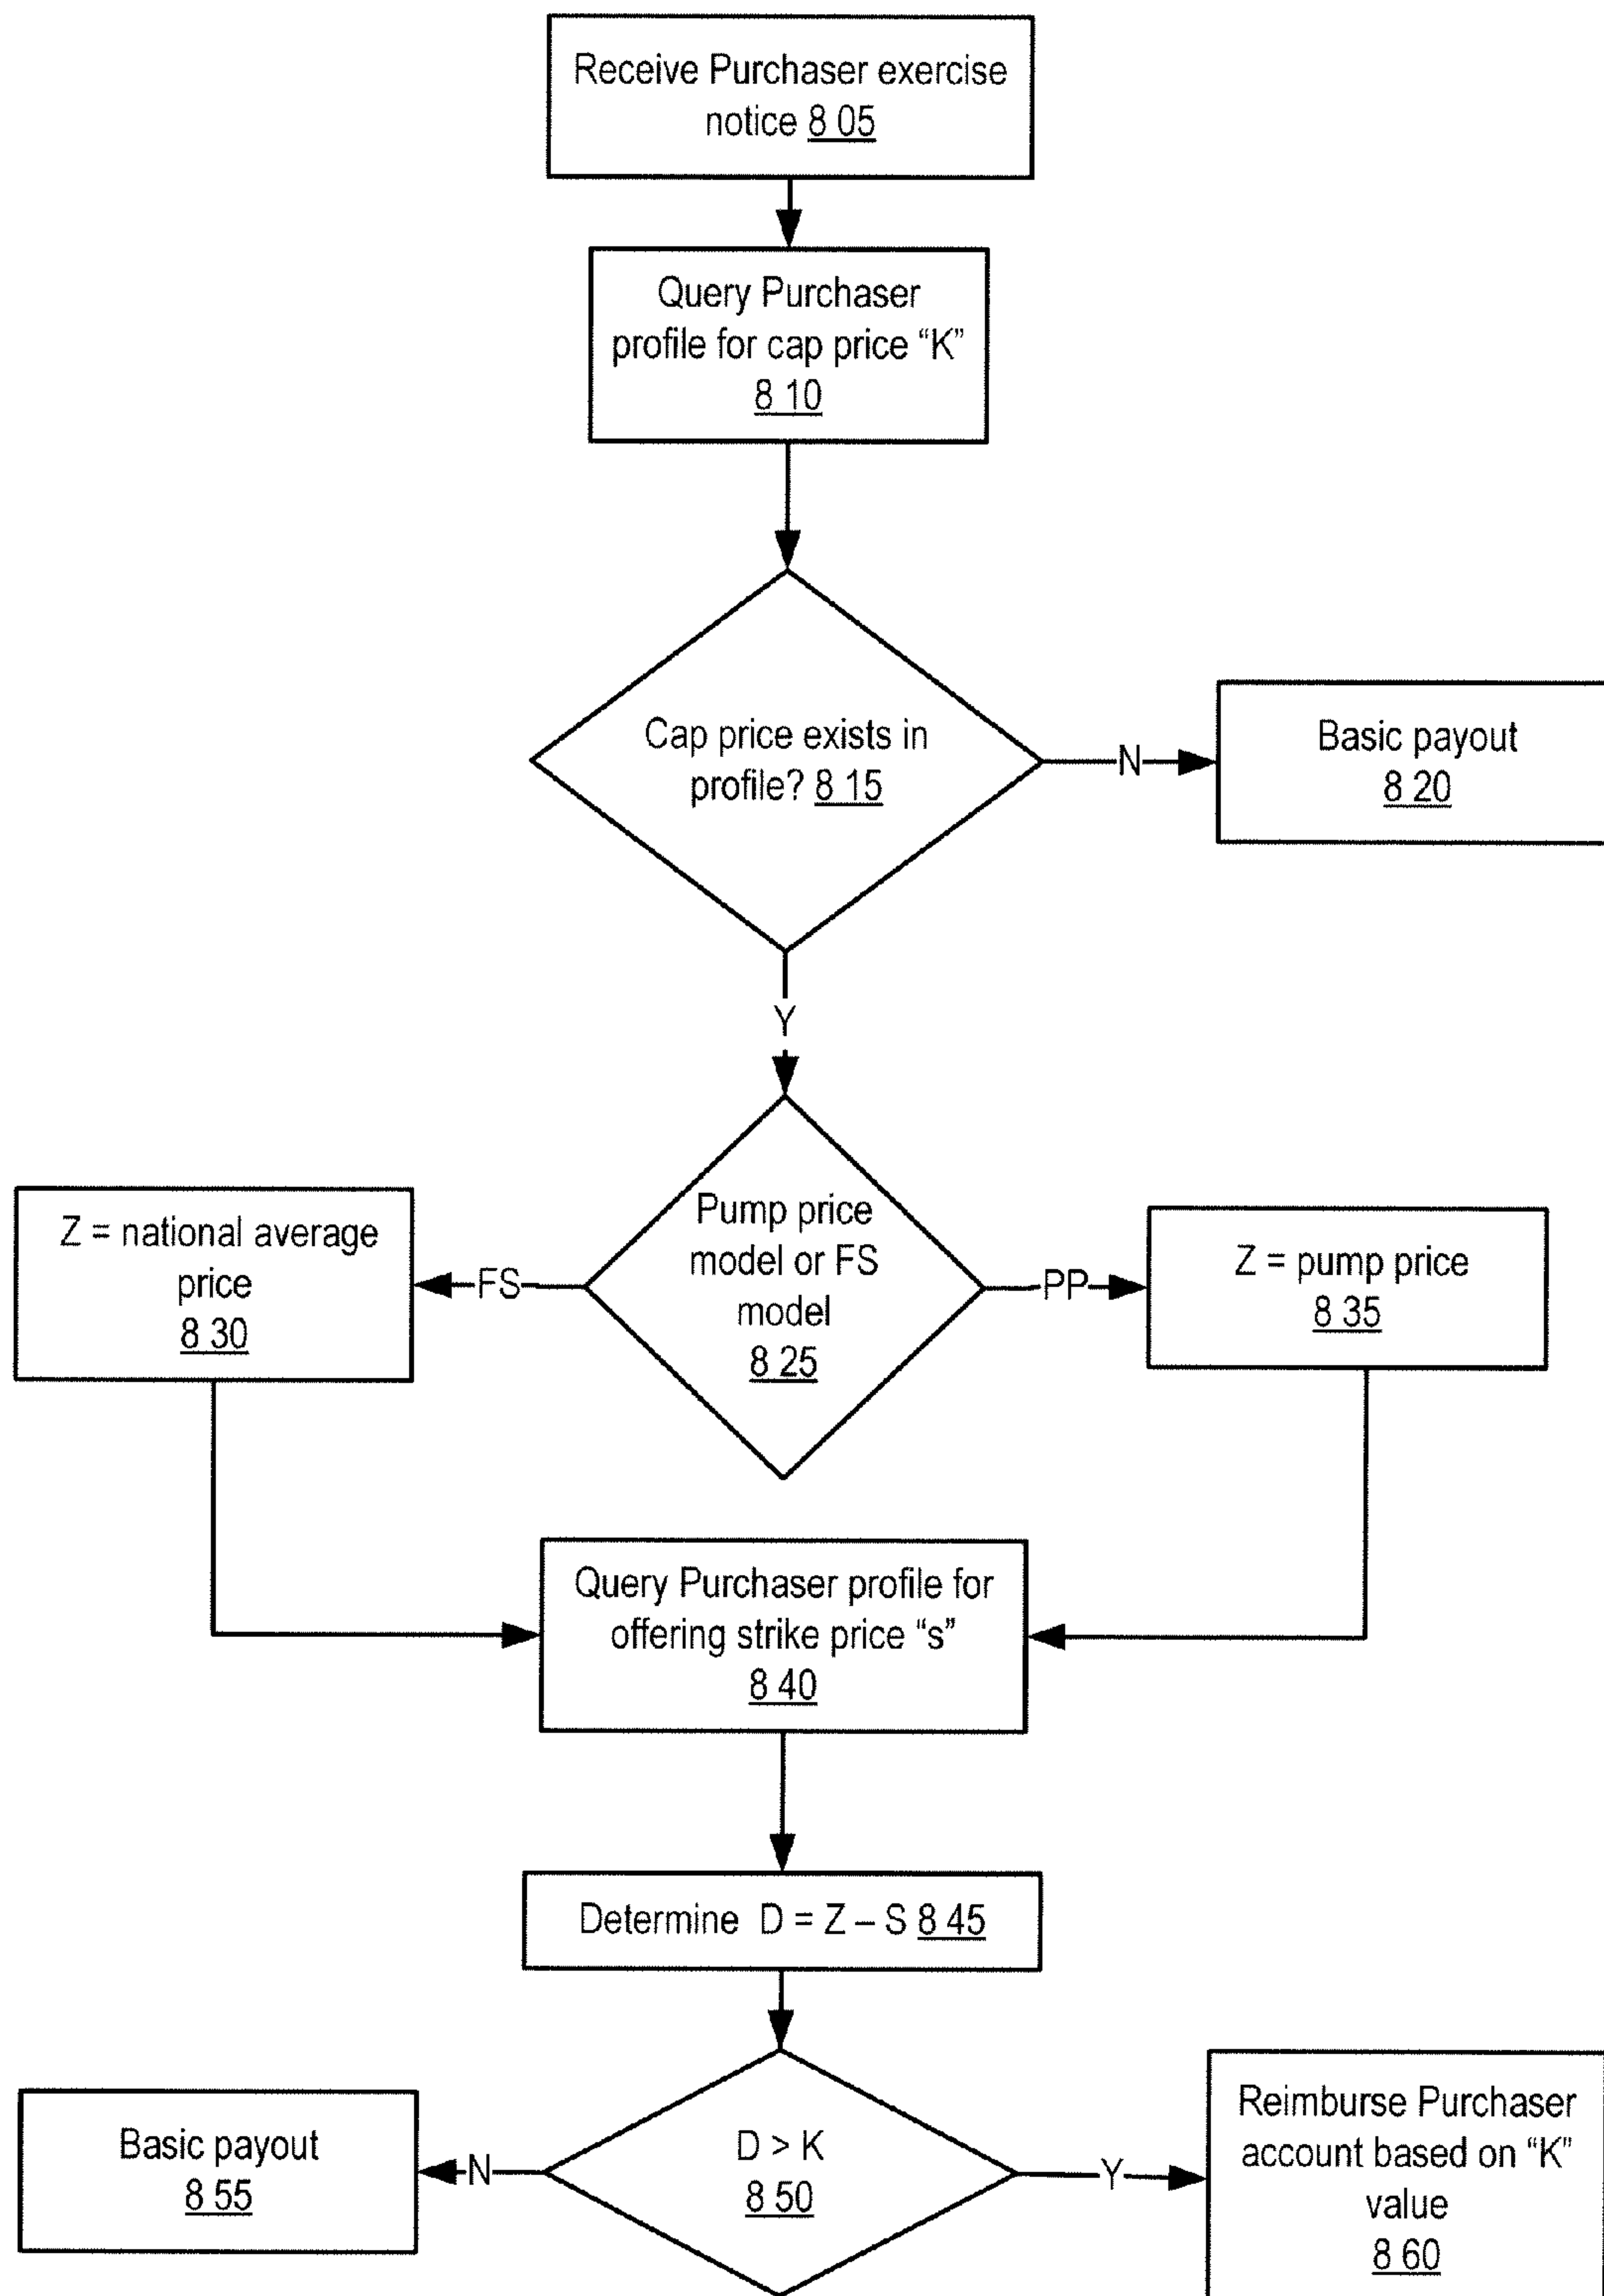 Receive Purchaser exercise
notice 8 05
Query Purchaser
profile for cap price “K”
8 10
Cap price exists in
profile? 8 15
N
Basic payout
8 20
Y
Z = national average
price
8 30
FS
Pump price
model or FS
model
8 25
PP
Z = pump price
8 35
Query Purchaser profile for
offering strike price “s”
8 40
Determine D = Z – S 8 45
Basic payout
8 55
N
D > K
8 50
Y
Reimburse Purchaser
account based on “K”
value
8 60